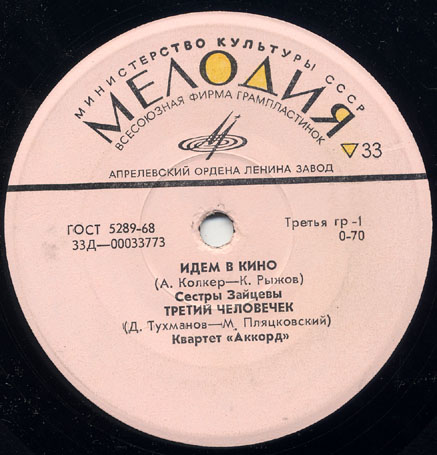 МИНИСТЕРСТВО КУЛЬТУРЫ СССР
МЕЛОДИЯ
ВСЕСОЮЗНАЯ ФИРМА ГРАМПЛАСТИНОК
33
АПРЕЛЕВСКИЙ ОРДЕНА ЛЕНИНА ЗАВОД
ГОСТ 5289-68
Третья гр-1
33Д—00033773
0-70
ИДЕМ В КИНО
(А. Колкер—К. Рыжов)
Сестры Зайцевы
ТРЕТИЙ ЧЕЛОВЕЧЕК
(Д. Тухманов—М. Пляцковский)
Квартет «Аккорд»